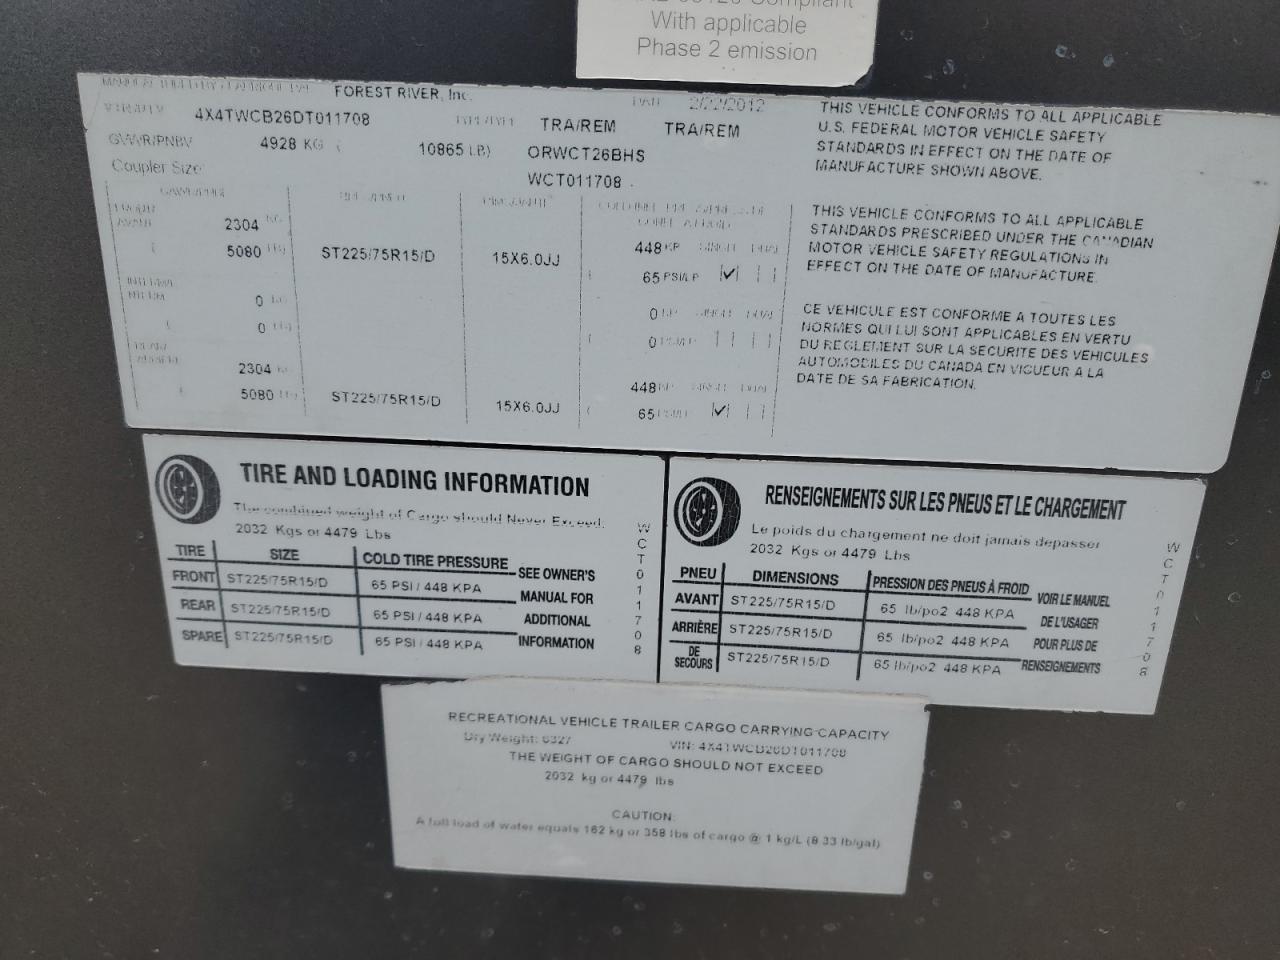 With applicable
Phase 2 emission
FOREST RIVER, Inc.
2/22/2012
4X4TWCB26DT011708
TRA/REM
TRA/REM
GVWR/PNBV
4928 KG
(
10865 LB)
ORWCT26BHS
Coupler Size
WCT011708
2304
5080
ST225/75R15/D
15X6.0JJ
448 KP
SINGLE DUAL
65 PSI/LP
0
0
0
0
2304
448
5080
ST225/75R15/D
15X6.0JJ
65
THIS VEHICLE CONFORMS TO ALL APPLICABLE
U.S. FEDERAL MOTOR VEHICLE SAFETY
STANDARDS IN EFFECT ON THE DATE OF
MANUFACTURE SHOWN ABOVE.
THIS VEHICLE CONFORMS TO ALL APPLICABLE
STANDARDS PRESCRIBED UNDER THE CANADIAN
MOTOR VEHICLE SAFETY REGULATIONS IN
EFFECT ON THE DATE OF MANUFACTURE.
CE VEHICULE EST CONFORME A TOUTES LES
NORMES QUI LUI SONT APPLICABLES EN VERTU
DU REGLEMENT SUR LA SECURITE DES VEHICULES
AUTOMOBILES DU CANADA EN VIGUEUR A LA
DATE DE SA FABRICATION.
TIRE AND LOADING INFORMATION
The combined weight of Cargo should Never Exceed:
2032 Kgs or 4479 Lbs
TIRE SIZE COLD TIRE PRESSURE
FRONT ST225/75R15/D 65 PSI / 448 KPA
REAR ST225/75R15/D 65 PSI / 448 KPA
SPARE ST225/75R15/D 65 PSI / 448 KPA
SEE OWNER'S
MANUAL FOR
ADDITIONAL
INFORMATION
WCT011708
RENSEIGNEMENTS SUR LES PNEUS ET LE CHARGEMENT
Le poids du chargement ne doit jamais depasser
2032 Kgs or 4479 Lbs
PNEU DIMENSIONS PRESSION DES PNEUS À FROID
AVANT ST225/75R15/D 65 lb/po2 448 KPA
ARRIÈRE ST225/75R15/D 65 lb/po2 448 KPA
DE
SECOURS ST225/75R15/D 65 lb/po2 448 KPA
VOIR LE MANUEL
DE L'USAGER
POUR PLUS DE
RENSEIGNEMENTS
WCT011708
RECREATIONAL VEHICLE TRAILER CARGO CARRYING CAPACITY
Dry Weight: 6327 VIN: 4X4TWCB26DT011708
THE WEIGHT OF CARGO SHOULD NOT EXCEED
2032 kg or 4479 lbs
CAUTION:
A full load of water equals 162 kg or 358 lbs of cargo @ 1 kg/L (8.33 lb/gal)